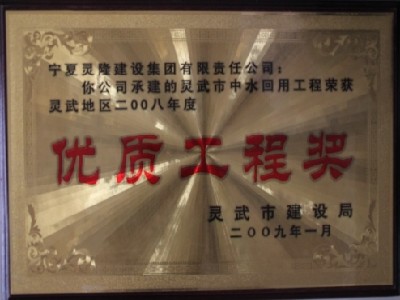 宁夏灵隆建设集团有限责任公司：
你公司承建的灵武市中水回用工程荣获
灵武地区二00八年度
优质工程奖
灵武市建设局
二00九年一月